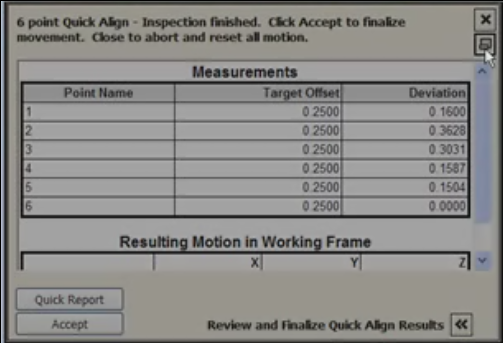 6 point Quick Align - Inspection finished. Click Accept to finalize
movement. Close to abort and reset all motion.
Measurements
Point Name Target Offset Deviation
1 0.2500 0.1600
2 0.2500 0.3628
3 0.2500 0.3031
4 0.2500 0.1587
5 0.2500 0.1504
6 0.2500 0.0000
Resulting Motion in Working Frame
X Y Z
Quick Report
Accept
Review and Finalize Quick Align Results